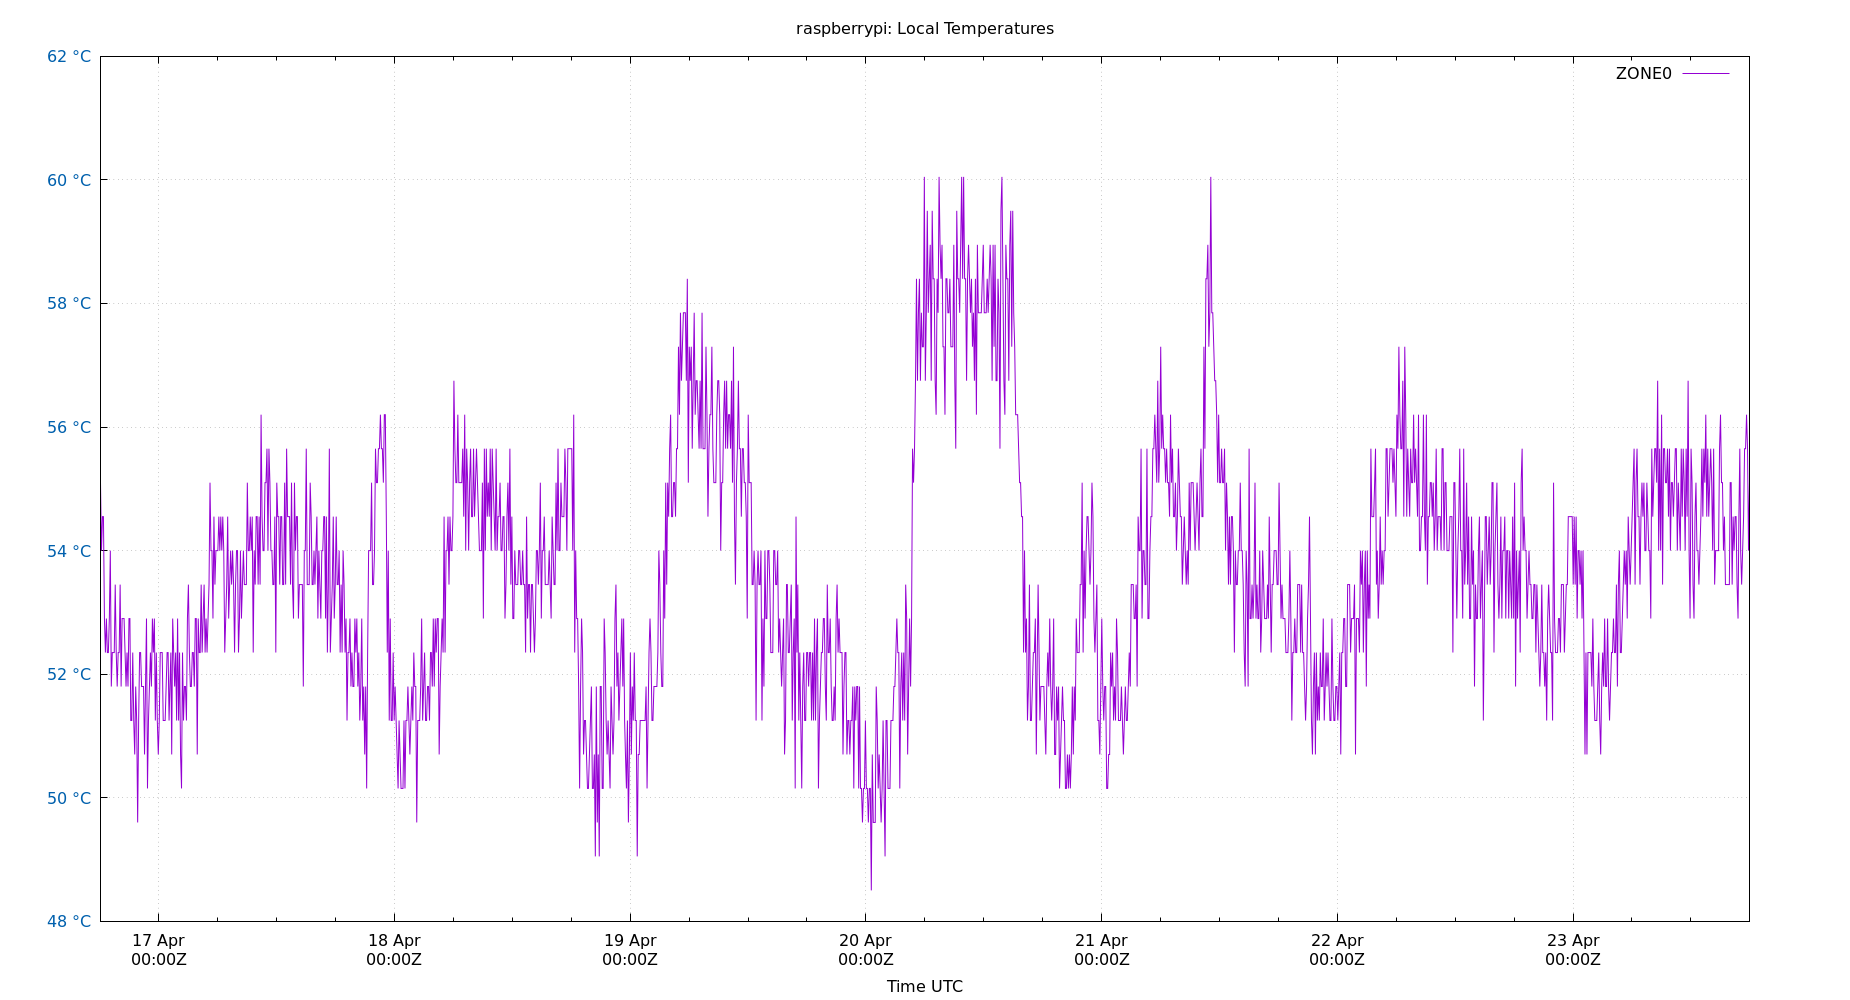 raspberrypi: Local Temperatures
62 °C
ZONE0
60 °C
58 °C
56 °C
54 °C
52 °C
50 °C
48 °C
17 Apr 18 Apr 19 Apr 20 Apr 21 Apr 22 Apr 23 Apr
00:00Z 00:00Z 00:00Z 00:00Z 00:00Z 00:00Z 00:00Z
Time UTC